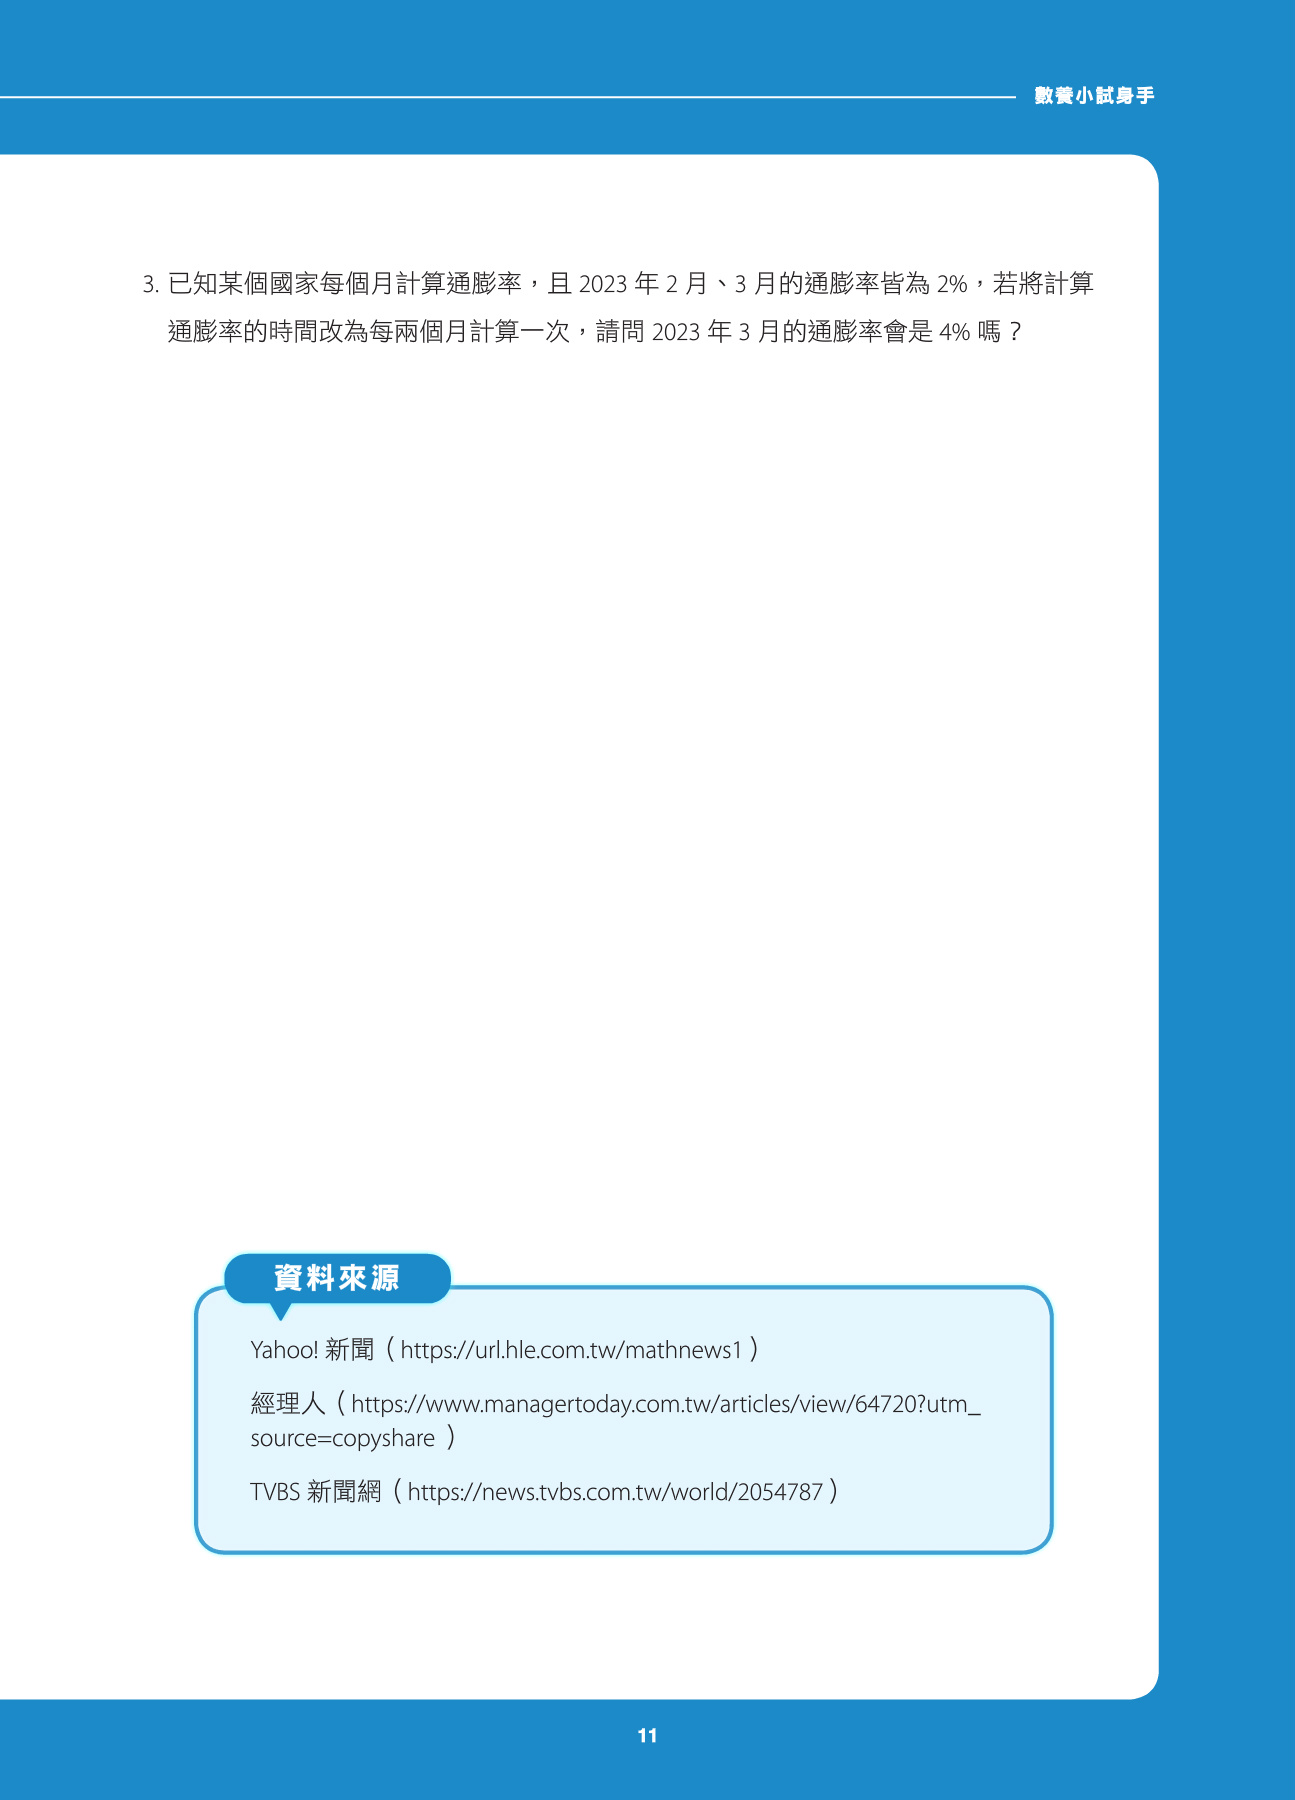 數養小試身手
3. 已知某個國家每個月計算通膨率，且 2023 年 2 月、3 月的通膨率皆為 2%，若將計算
通膨率的時間改為每兩個月計算一次，請問 2023 年 3 月的通膨率會是 4% 嗎？
資料來源
Yahoo! 新聞（https://url.hle.com.tw/mathnews1）
經理人（https://www.managertoday.com.tw/articles/view/64720?utm_
source=copyshare ）
TVBS 新聞網（https://news.tvbs.com.tw/world/2054787）
11